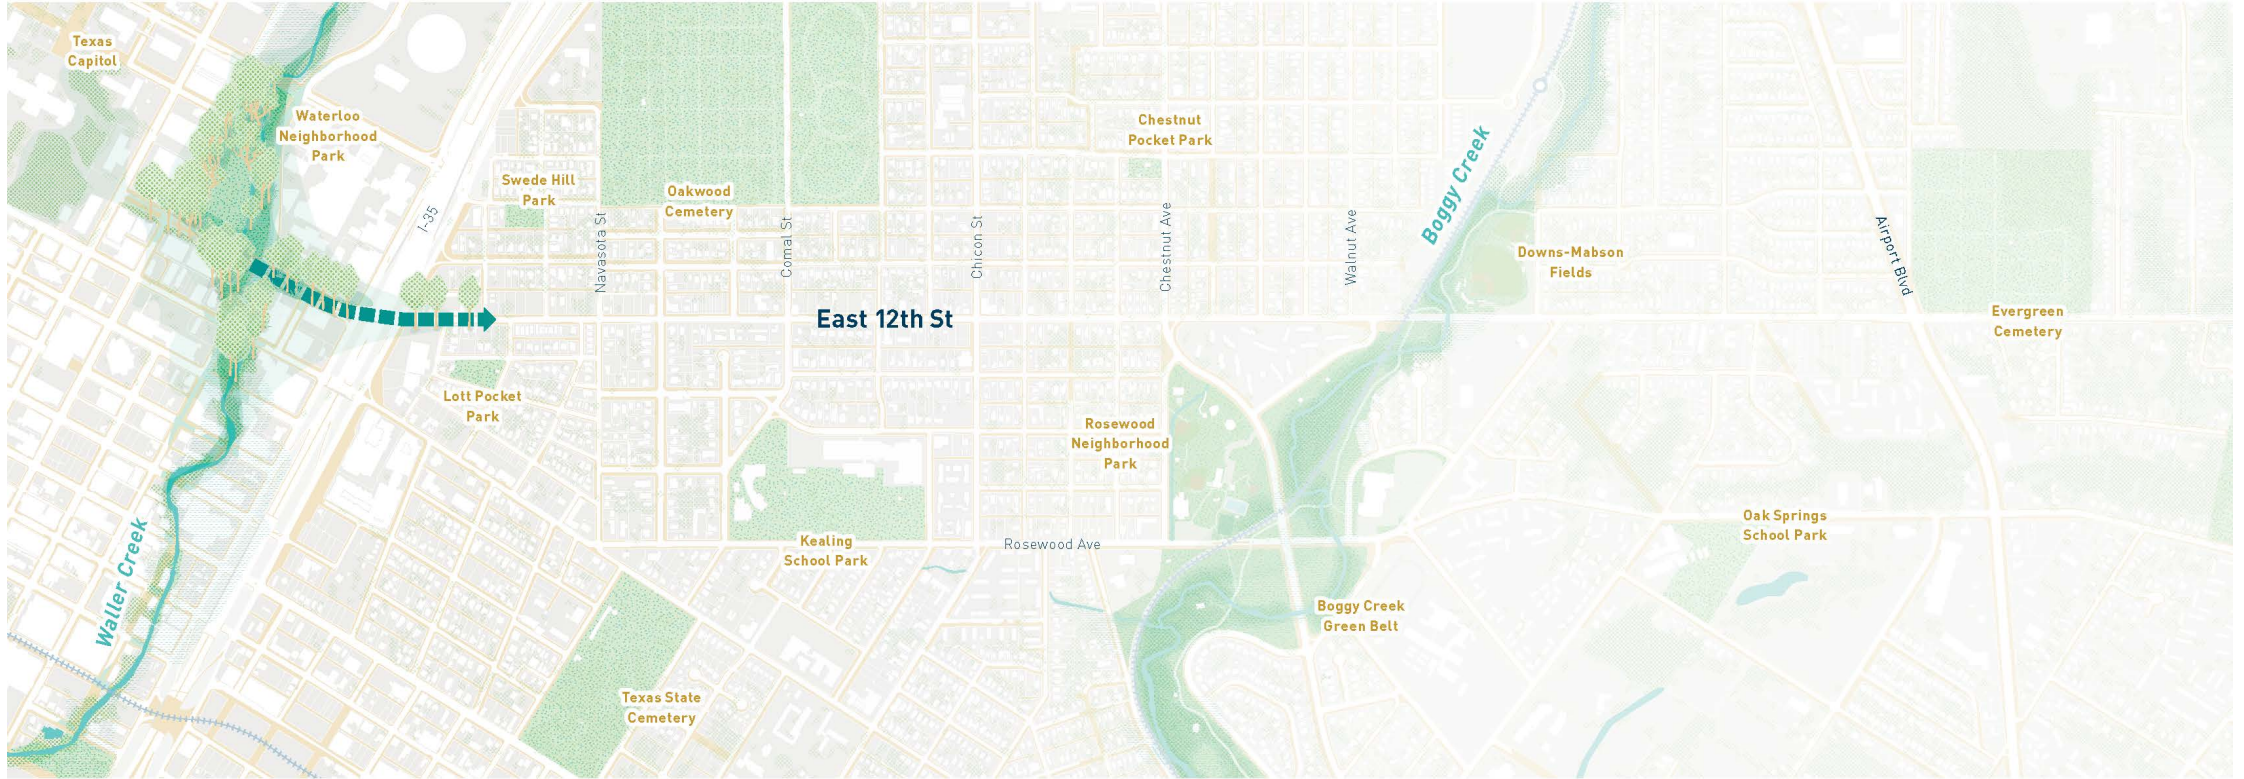 Texas
Capitol
Waterloo
Neighborhood
Park
Swede Hill
Park
Oakwood
Cemetery
Chestnut
Pocket Park
Boggy Creek
I-35
Navasota St
Comal St
Chicon St
Chestnut Ave
Walnut Ave
Downs-Mabson
Fields
Airport Blvd
East 12th St
Evergreen
Cemetery
Lott Pocket
Park
Rosewood
Neighborhood
Park
Waller Creek
Kealing
School Park
Rosewood Ave
Oak Springs
School Park
Boggy Creek
Green Belt
Texas State
Cemetery